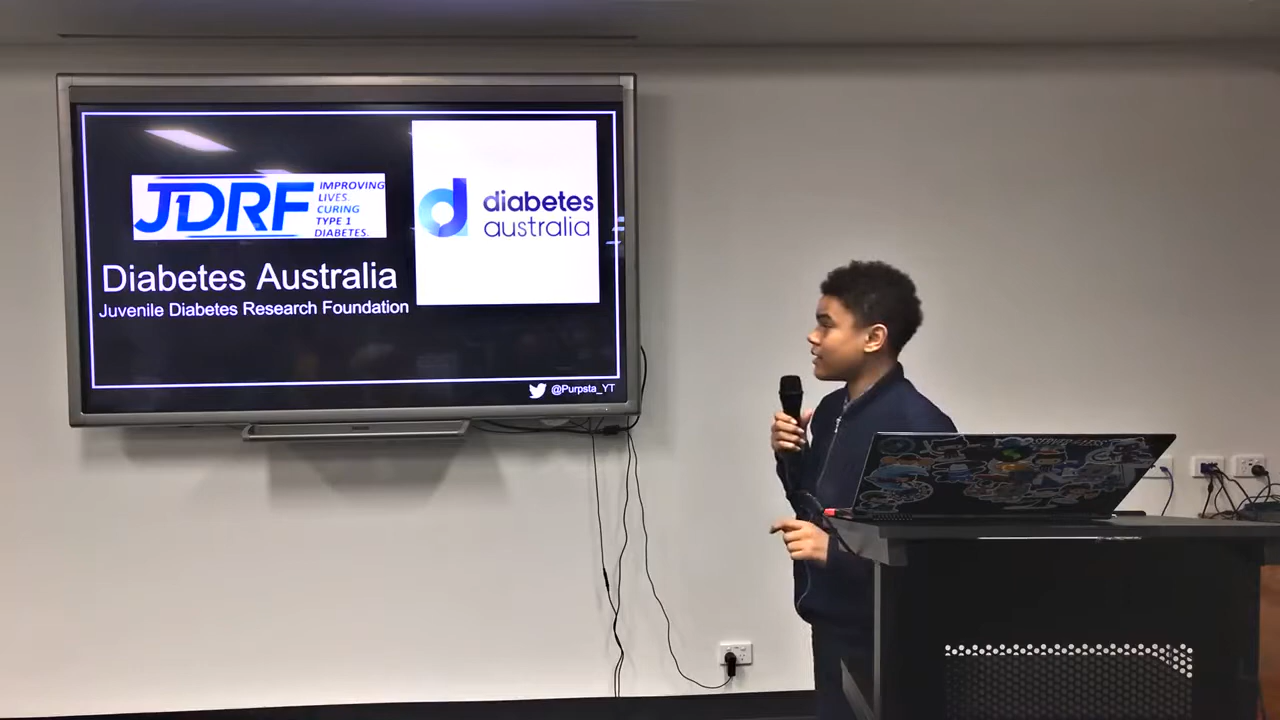 JDRF
IMPROVING
LIVES.
CURING
TYPE 1
DIABETES.
diabetes
australia
Diabetes Australia
Juvenile Diabetes Research Foundation
@Purpsta_YT